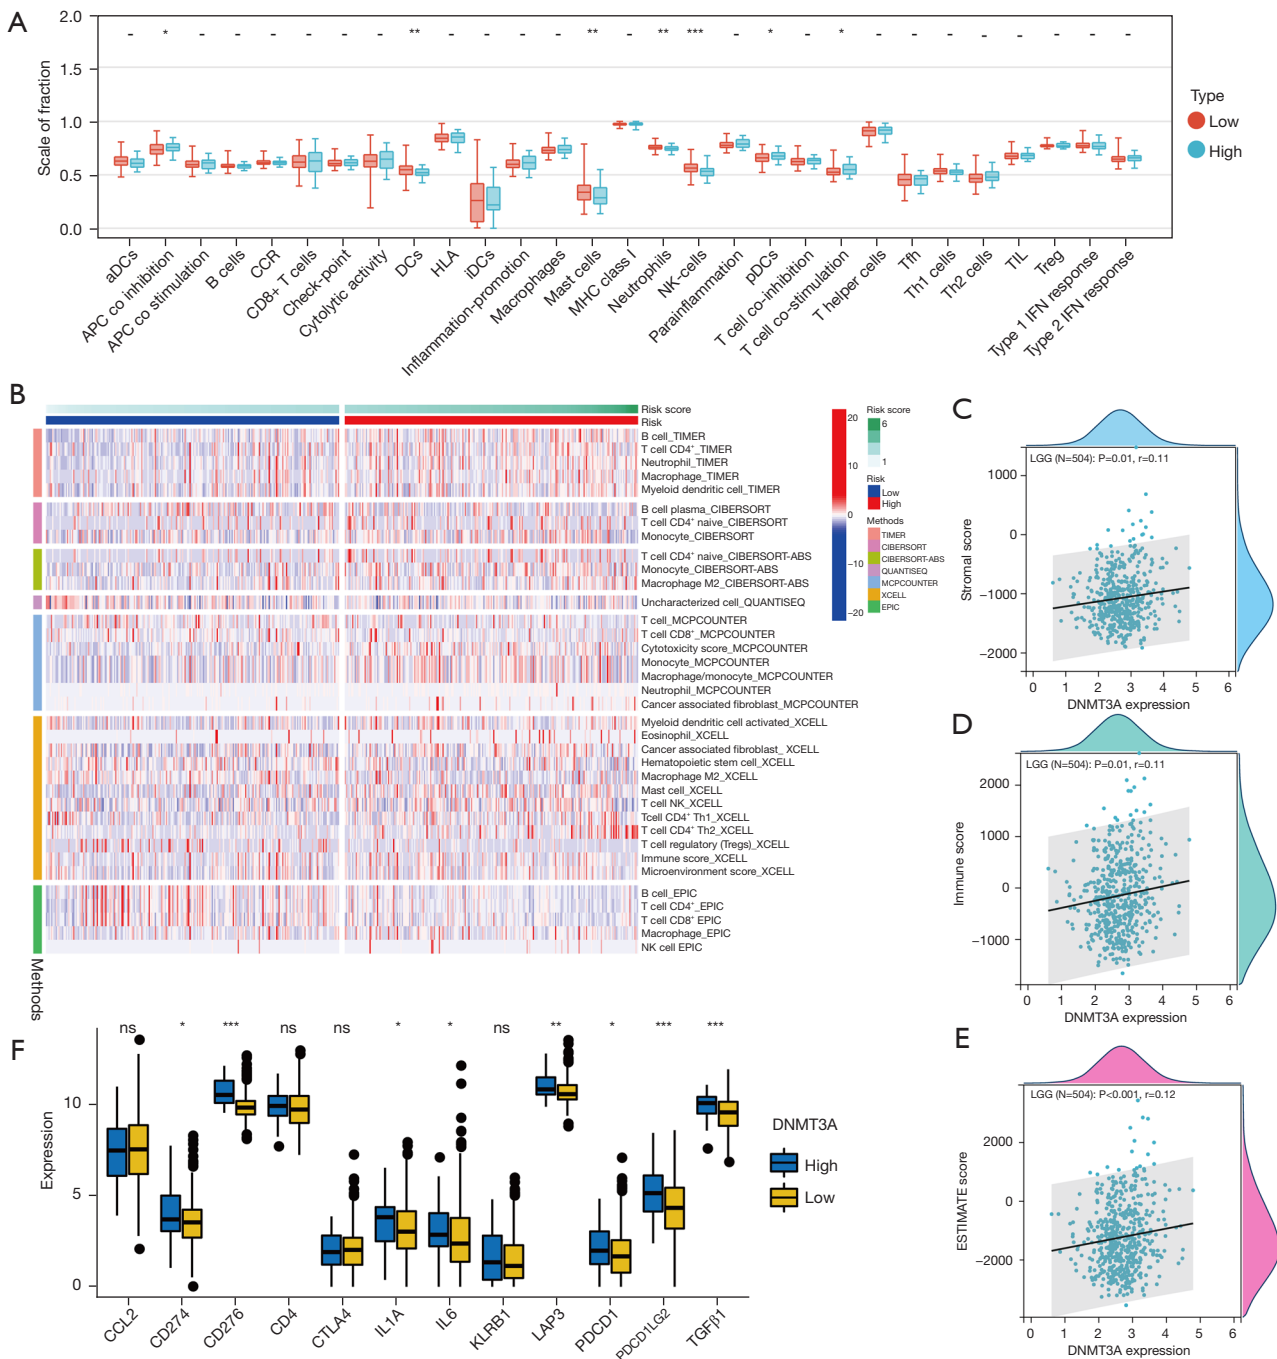 A
2.0
1.5
1.0
0.5
0.0
Scale of fraction
- * - - - - - - ** - - - - ** - ** *** - * - * - - - - - - - -
Type
Low
High
aDCs
APC co inhibition
APC co stimulation
B cells
CCR
CD8+ T cells
Check-point
Cytolytic activity
DCs
HLA
iDCs
Inflammation-promotion
Macrophages
Mast cells
MHC class I
Neutrophils
NK-cells
Parainflammation
pDCs
T cell co-inhibition
T cell co-stimulation
T helper cells
Tfh
Th1 cells
Th2 cells
TIL
Treg
Type 1 IFN response
Type 2 IFN response
B
Risk score
Risk
B cell_TIMER
T cell CD4⁺_TIMER
Neutrophil_TIMER
Macrophage_TIMER
Myeloid dendritic cell_TIMER
B cell plasma_CIBERSORT
T cell CD4⁺ naive_CIBERSORT
Monocyte_CIBERSORT
T cell CD4⁺ naive_CIBERSORT-ABS
Monocyte_CIBERSORT-ABS
Macrophage M2_CIBERSORT-ABS
Uncharacterized cell_QUANTISEQ
T cell_MCPCOUNTER
T cell CD8⁺_MCPCOUNTER
Cytotoxicity score_MCPCOUNTER
Monocyte_MCPCOUNTER
Macrophage/monocyte_MCPCOUNTER
Neutrophil_MCPCOUNTER
Cancer associated fibroblast_MCPCOUNTER
Myeloid dendritic cell activated_XCELL
Eosinophil_XCELL
Cancer associated fibroblast_ XCELL
Hematopoietic stem cell_XCELL
Macrophage M2_XCELL
Mast cell_XCELL
T cell NK_XCELL
Tcell CD4⁺ Th1_XCELL
T cell CD4⁺ Th2_XCELL
T cell regulatory (Tregs)_XCELL
Immune score_XCELL
Microenvironment score_XCELL
B cell_EPIC
T cell CD4⁺_EPIC
T cell CD8⁺ EPIC
Macrophage_EPIC
NK cell EPIC
Methods
20
10
0
−10
−20
Risk score
6
1
Risk
Low
High
Methods
TIMER
CIBERSORT
CIBERSORT-ABS
QUANTISEQ
MCPCOUNTER
XCELL
EPIC
C
LGG (N=504): P=0.01, r=0.11
1000
0
−1000
−2000
Stromal score
0 1 2 3 4 5 6
DNMT3A expression
D
LGG (N=504): P=0.01, r=0.11
2000
1000
0
−1000
Immune score
0 1 2 3 4 5 6
DNMT3A expression
E
LGG (N=504): P<0.001, r=0.12
2000
0
−2000
ESTIMATE score
0 1 2 3 4 5 6
DNMT3A expression
F
ns * *** ns ns * * ns ** * *** ***
10
5
0
Expression
DNMT3A
High
Low
CCL2
CD274
CD276
CD4
CTLA4
IL1A
IL6
KLRB1
LAP3
PDCD1
PDCD1LG2
TGFβ1